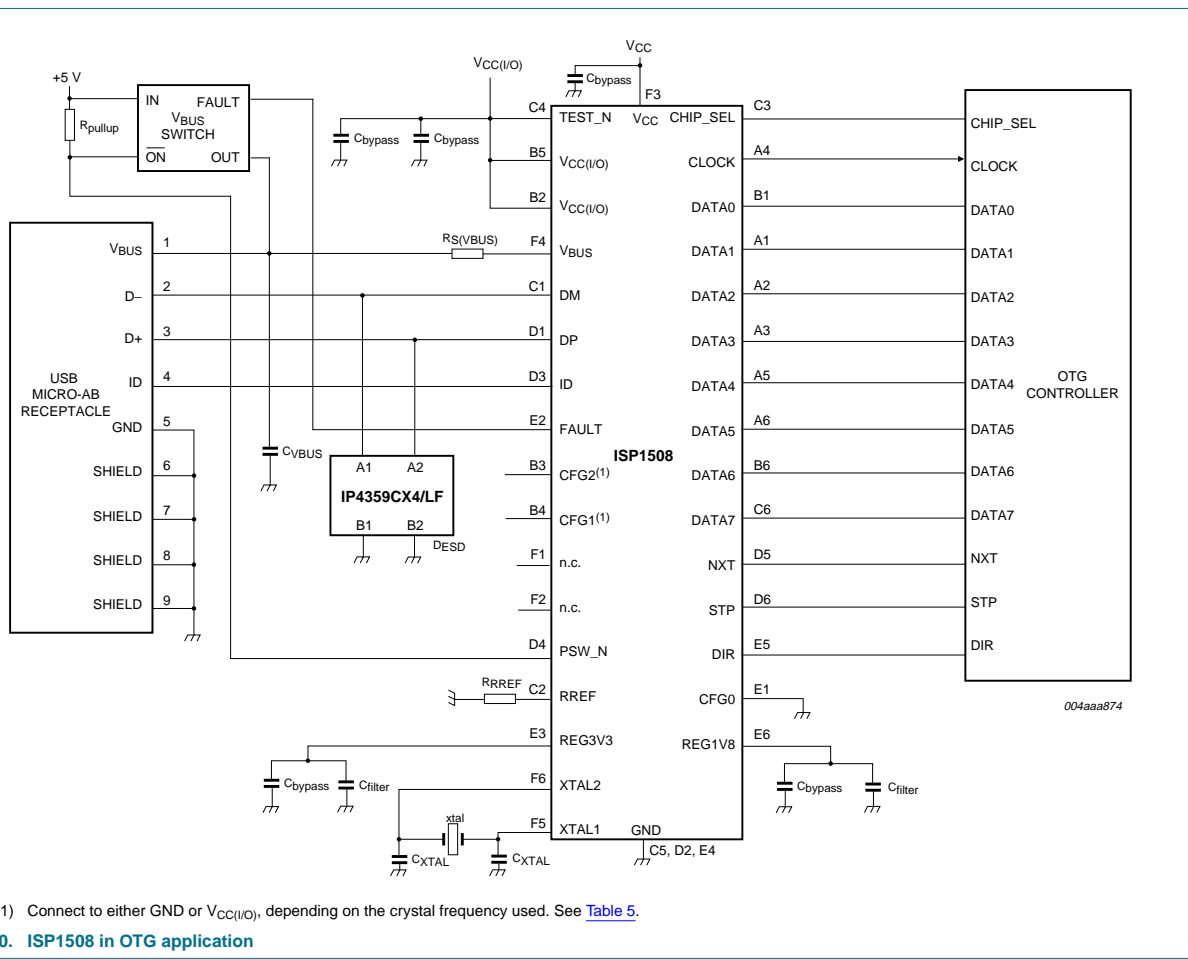 +5 V
Rpullup
IN
FAULT
VBUS
SWITCH
ON
OUT
VCC(I/O)
Cbypass
Cbypass
VCC
Cbypass
F3
C4
TEST_N
VCC
CHIP_SEL
C3
CHIP_SEL
B5
VCC(I/O)
CLOCK
A4
CLOCK
B2
VCC(I/O)
DATA0
B1
DATA0
VBUS
1
RS(VBUS)
F4
VBUS
DATA1
A1
DATA1
D–
2
C1
DM
DATA2
A2
DATA2
D+
3
D1
DP
DATA3
A3
DATA3
USB
MICRO-AB
RECEPTACLE
ID
4
D3
ID
DATA4
A5
DATA4
OTG
CONTROLLER
GND
5
E2
FAULT
DATA5
A6
DATA5
CVBUS
ISP1508
SHIELD
6
A1
A2
IP4359CX4/LF
B1
B2
DESD
B3
CFG2(1)
DATA6
B6
DATA6
SHIELD
7
B4
CFG1(1)
DATA7
C6
DATA7
SHIELD
8
F1
n.c.
NXT
D5
NXT
SHIELD
9
F2
n.c.
STP
D6
STP
D4
PSW_N
DIR
E5
DIR
RRREF
C2
RREF
CFG0
E1
004aaa874
E3
REG3V3
REG1V8
E6
Cbypass
Cfilter
Cbypass
Cfilter
F6
XTAL2
xtal
F5
XTAL1
GND
C5, D2, E4
CXTAL
CXTAL
1) Connect to either GND or VCC(I/O), depending on the crystal frequency used. See Table 5.
0. ISP1508 in OTG application